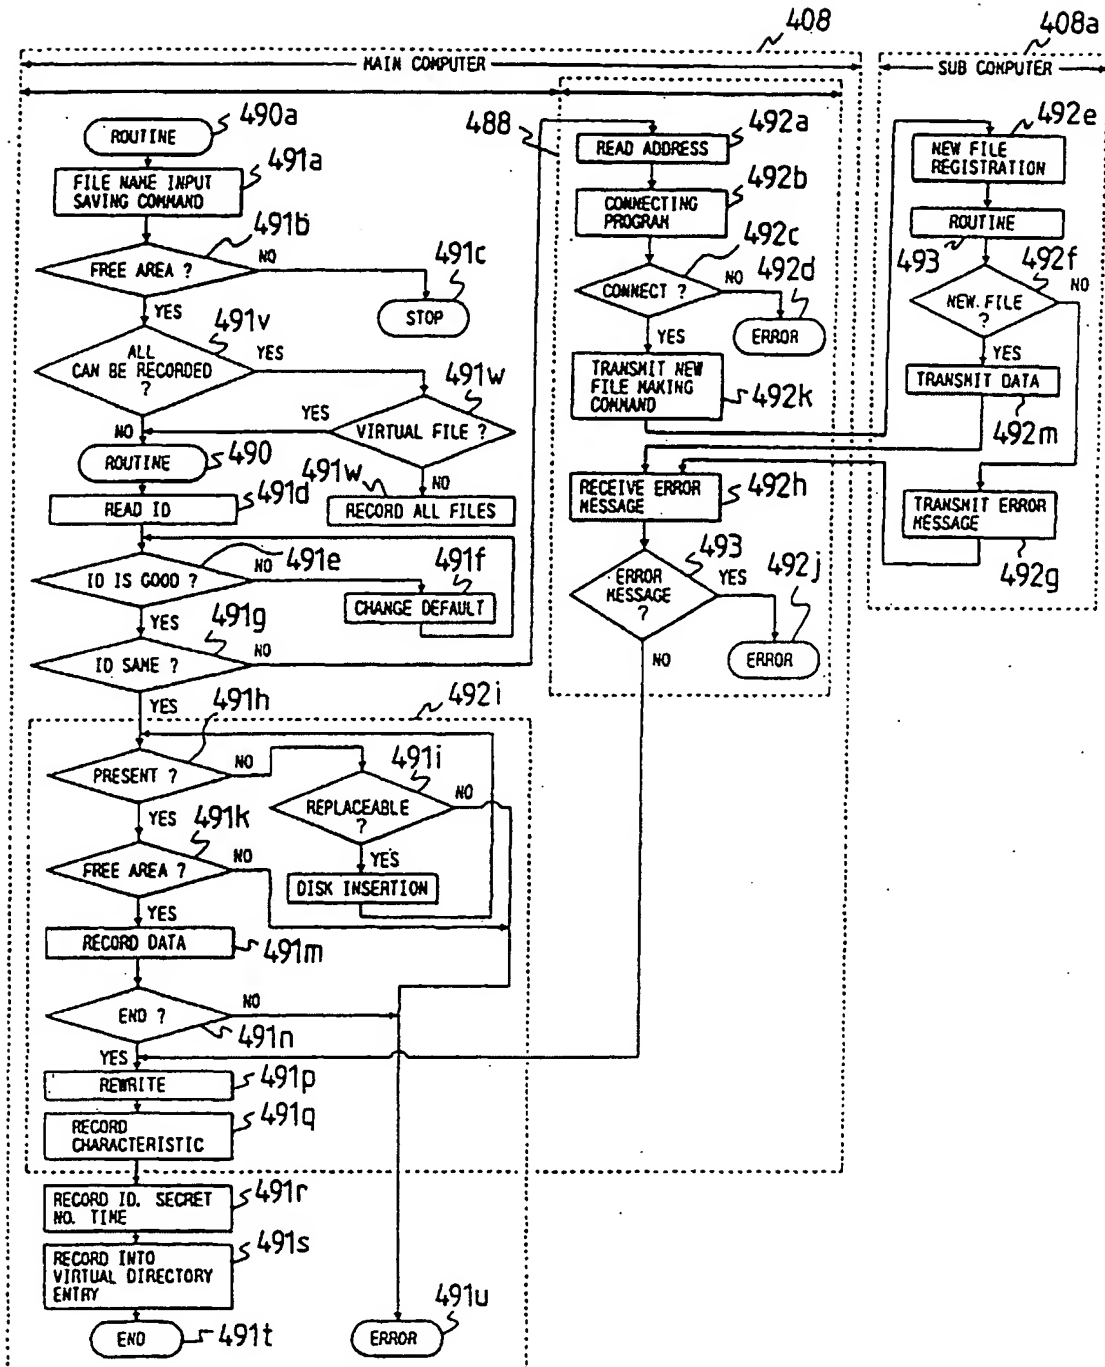 408
408a
MAIN COMPUTER
SUB COMPUTER
490a
ROUTINE
491a
FILE NAME INPUT
SAVING COMMAND
491b
FREE AREA ?
NO
491c
STOP
YES
491v
ALL
CAN BE RECORDED
?
YES
491w
NO
YES
VIRTUAL FILE ?
ROUTINE
490
491w
NO
491d
READ ID
RECORD ALL FILES
ID IS GOOD ?
491e
NO
491f
CHANGE DEFAULT
YES
491g
ID SAME ?
NO
YES
491h
492i
PRESENT ?
NO
491i
REPLACEABLE
?
NO
YES
491k
FREE AREA ?
NO
YES
DISK INSERTION
YES
RECORD DATA
491m
END ?
NO
491n
YES
REWRITE
491p
RECORD
CHARACTERISTIC
491q
RECORD ID. SECRET
NO. TIME
491r
RECORD INTO
VIRTUAL DIRECTORY
ENTRY
491s
END
491t
ERROR
491u
488
READ ADDRESS
492a
492b
CONNECTING
PROGRAM
492c
CONNECT ?
NO
492d
ERROR
YES
TRANSMIT NEW
FILE MAKING
COMMAND
492k
RECEIVE ERROR
MESSAGE
492h
493
ERROR
MESSAGE
?
YES
492j
ERROR
NO
492e
NEW FILE
REGISTRATION
ROUTINE
493
492f
NEW. FILE
?
NO
YES
TRANSMIT DATA
492m
TRANSMIT ERROR
MESSAGE
492g